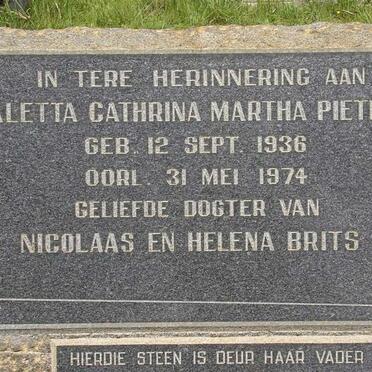 IN TERE HERINNERING AAN
ALETTA CATHRINA MARTHA PIET
GEB. 12 SEPT. 1936
OORL. 31 MEI 1974
GELIEFDE DOGTER VAN
NICOLAAS EN HELENA BRITS
HIERDIE STEEN IS DEUR HAAR VADER